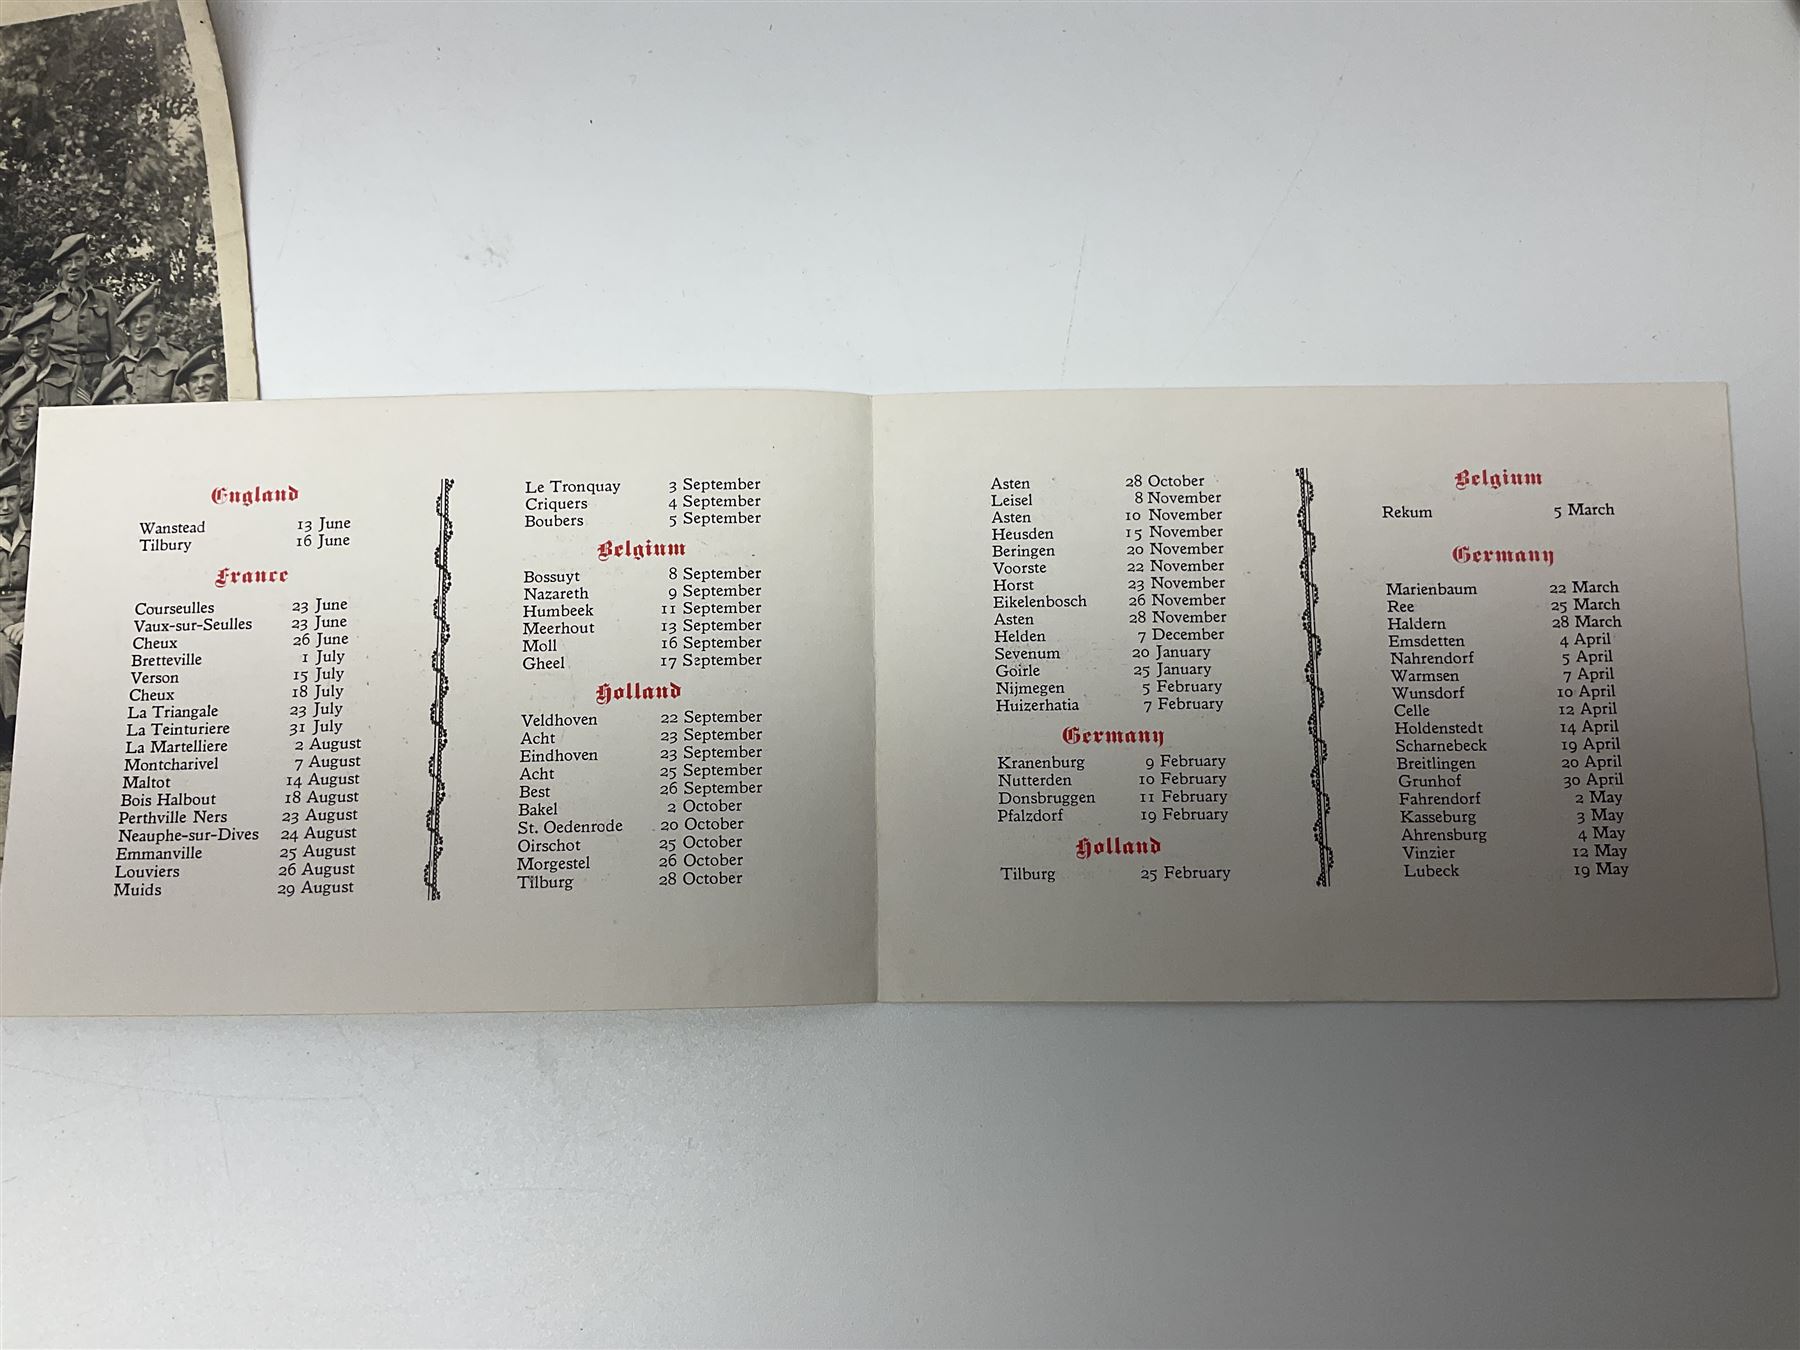 England
Wanstead 13 June
Tilbury 16 June
France
Courseulles 23 June
Vaux-sur-Seulles 23 June
Cheux 26 June
Bretteville 1 July
Verson 15 July
Cheux 18 July
La Triangale 23 July
La Teinturiere 31 July
La Martelliere 2 August
Montcharivel 7 August
Maltot 14 August
Bois Halbout 18 August
Perthville Ners 23 August
Neauphe-sur-Dives 24 August
Emmanville 25 August
Louviers 26 August
Muids 29 August
Le Tronquay 3 September
Criquers 4 September
Boubers 5 September
Belgium
Bossuyt 8 September
Nazareth 9 September
Humbeek 11 September
Meerhout 13 September
Moll 16 September
Gheel 17 September
Holland
Veldhoven 22 September
Acht 23 September
Eindhoven 23 September
Acht 25 September
Best 26 September
Bakel 2 October
St. Oedenrode 20 October
Oirschot 25 October
Morgestel 26 October
Tilburg 28 October
Asten 28 October
Leisel 8 November
Asten 10 November
Heusden 15 November
Beringen 20 November
Voorste 22 November
Horst 23 November
Eikelenbosch 26 November
Asten 28 November
Helden 7 December
Sevenum 20 January
Goirle 25 January
Nijmegen 5 February
Huizerhatia 7 February
Germany
Kranenburg 9 February
Nutterden 10 February
Donsbruggen 11 February
Pfalzdorf 19 February
Holland
Tilburg 25 February
Belgium
Rekum 5 March
Germany
Marienbaum 22 March
Ree 25 March
Haldern 28 March
Emsdetten 4 April
Nahrendorf 5 April
Warmsen 7 April
Wunsdorf 10 April
Celle 12 April
Holdenstedt 14 April
Scharnebeck 19 April
Breitlingen 20 April
Grunhof 30 April
Fahrendorf 2 May
Kasseburg 3 May
Ahrensburg 4 May
Vinzier 12 May
Lubeck 19 May